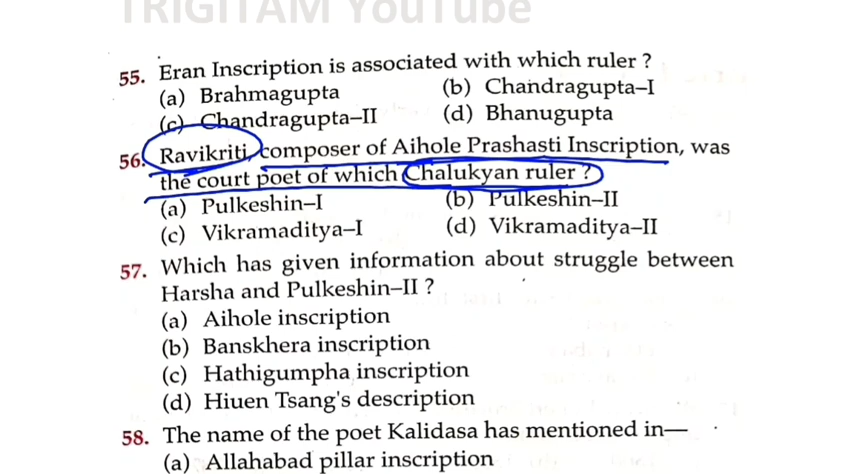 TRIGITAM YouTube
55. Eran Inscription is associated with which ruler ?
(a) Brahmagupta (b) Chandragupta–I
(c) Chandragupta–II (d) Bhanugupta
56. Ravikriti, composer of Aihole Prashasti Inscription, was
the court poet of which Chalukyan ruler ?
(a) Pulkeshin–I (b) Pulkeshin–II
(c) Vikramaditya–I (d) Vikramaditya–II
57. Which has given information about struggle between
Harsha and Pulkeshin–II ?
(a) Aihole inscription
(b) Banskhera inscription
(c) Hathigumpha inscription
(d) Hiuen Tsang's description
58. The name of the poet Kalidasa has mentioned in—
(a) Allahabad pillar inscription